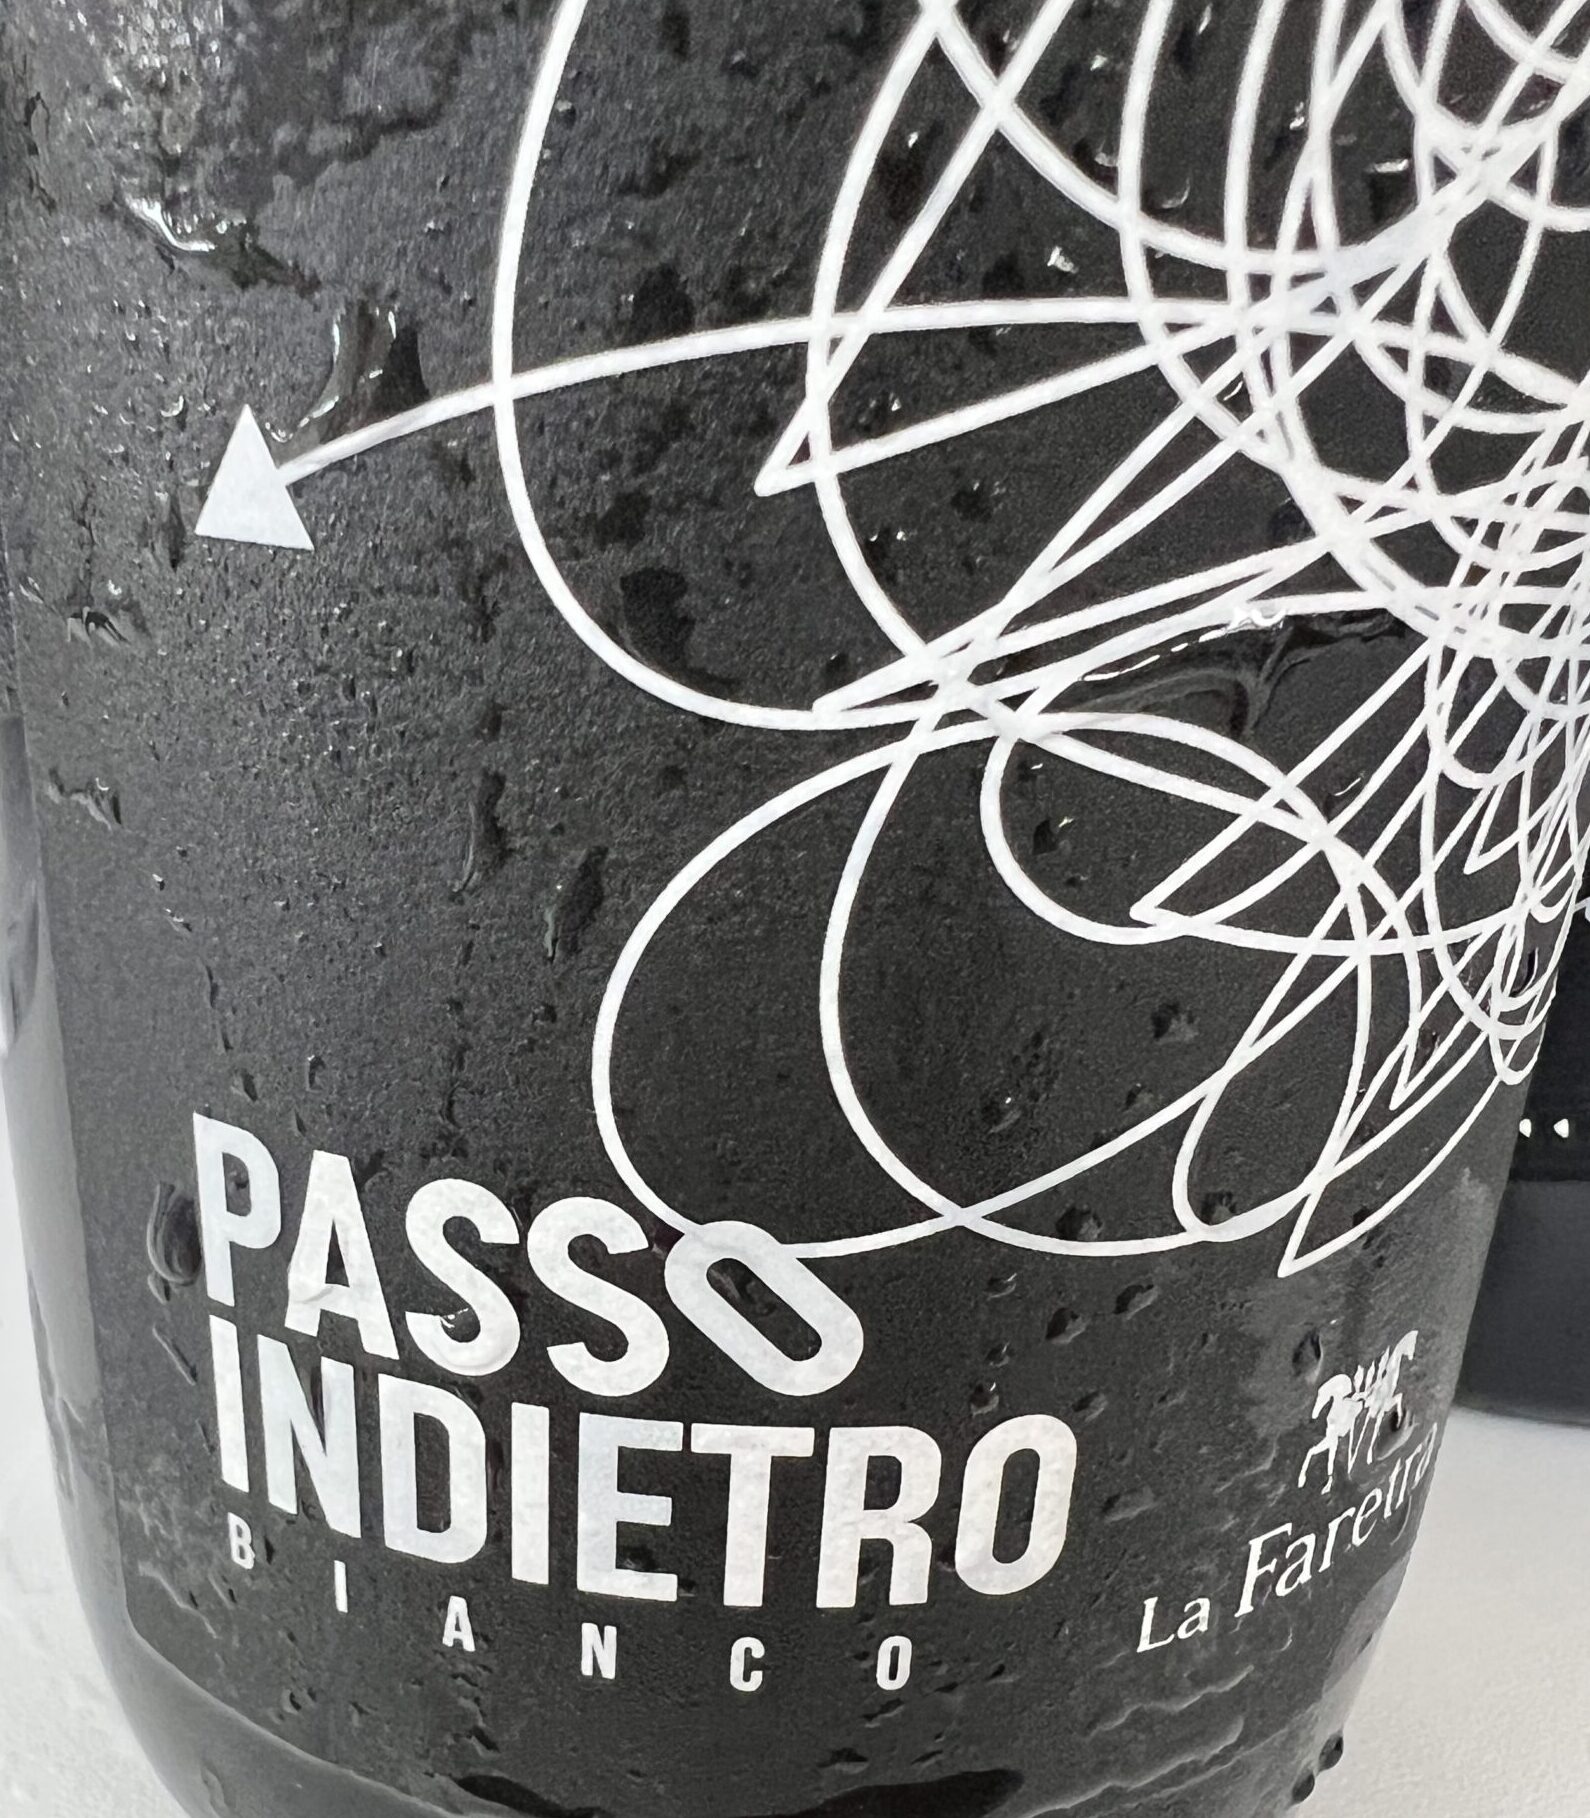 PASSO
INDIETRO
BIANCO
La Faretra